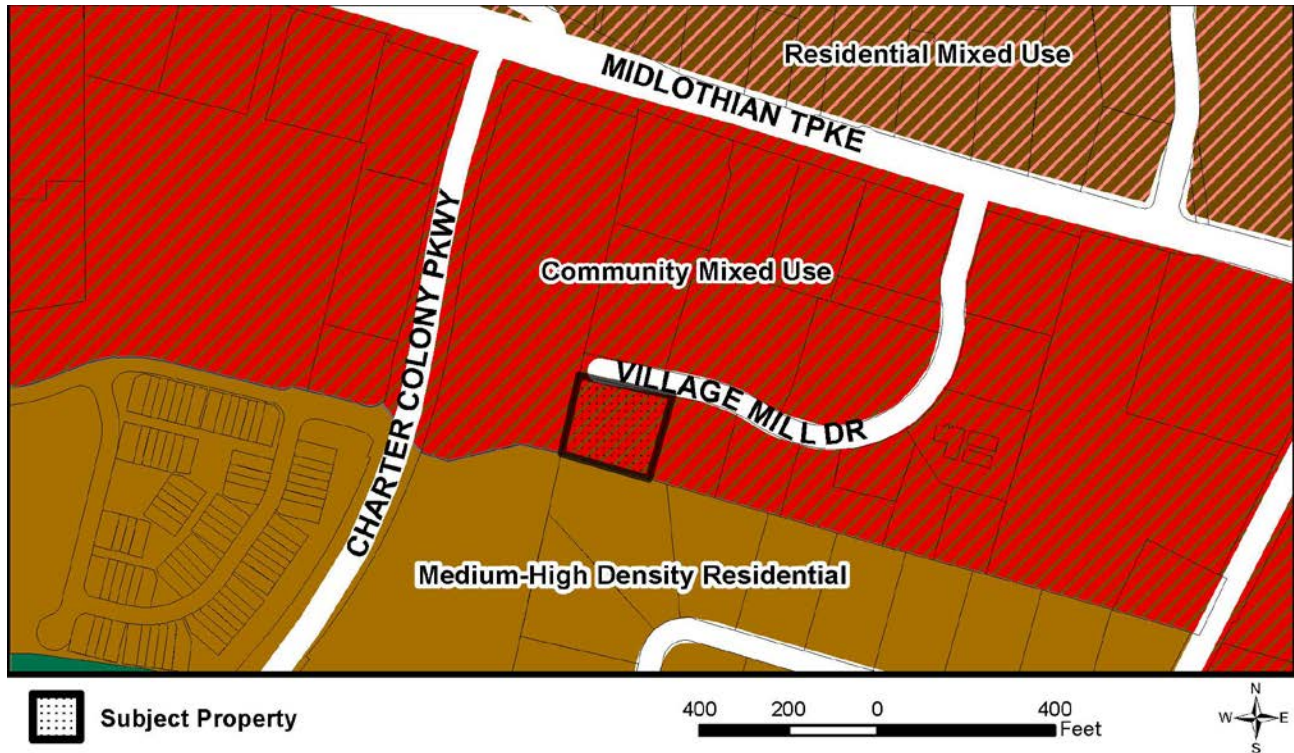 Residential Mixed Use
MIDLOTHIAN TPKE
CHARTER COLONY PKWY
Community Mixed Use
VILLAGE MILL DR
Medium-High Density Residential
Subject Property
400 200 0 400
Feet
N
W E
S